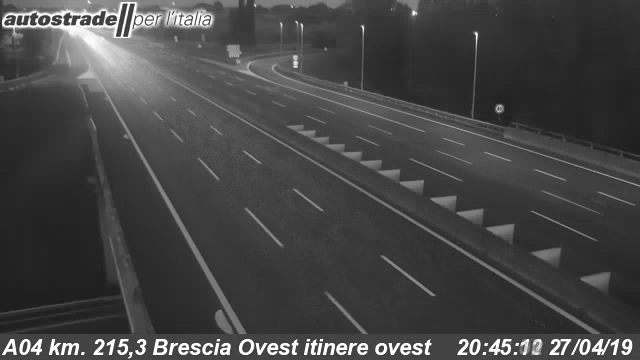 autostrade//per l'italia
A04 km. 215,3 Brescia Ovest itinere ovest 27/04/19